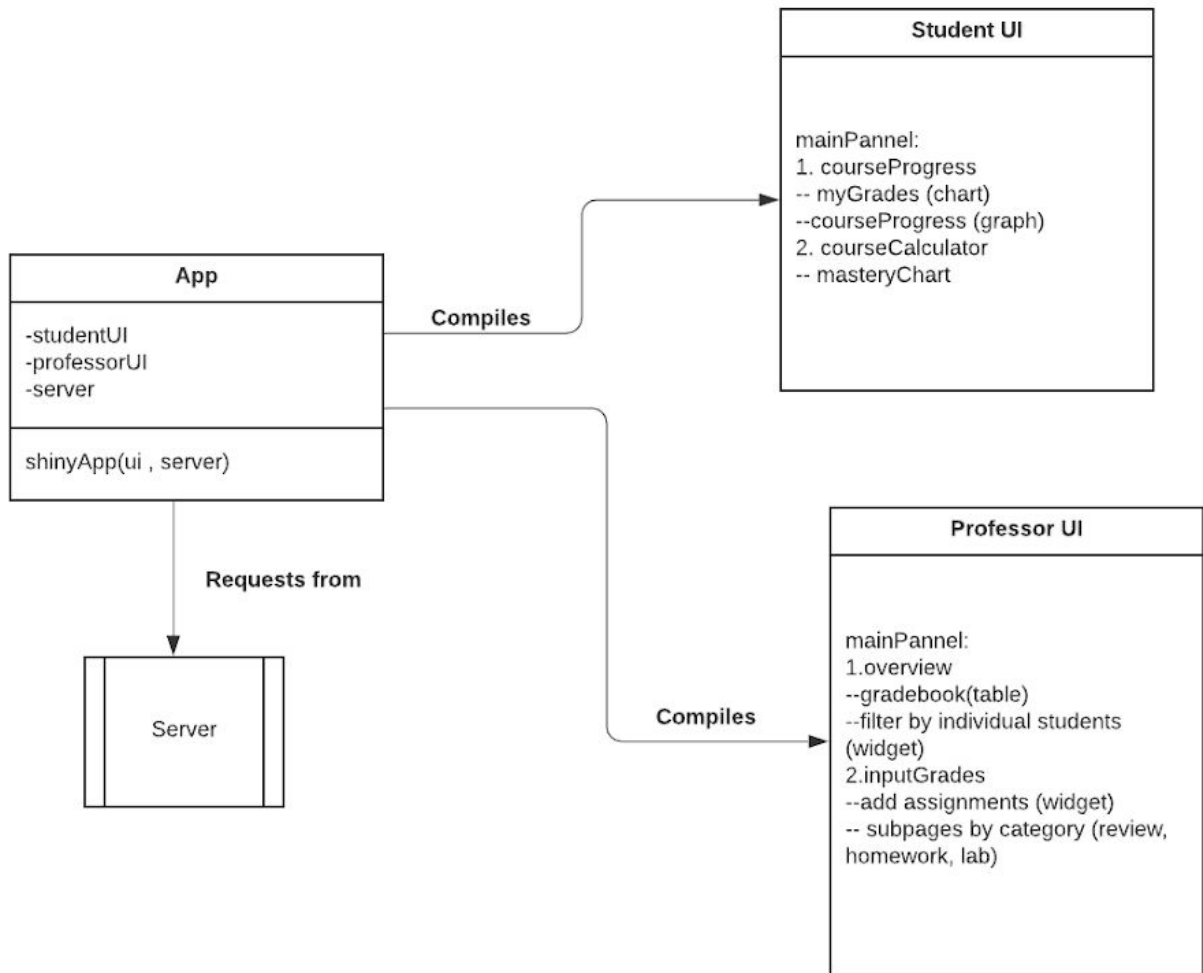 Student UI
mainPannel:
1. courseProgress
-- myGrades (chart)
--courseProgress (graph)
2. courseCalculator
-- masteryChart
App
-studentUI
-professorUI
-server
shinyApp(ui , server)
Compiles
Requests from
Server
Compiles
Professor UI
mainPannel:
1.overview
--gradebook(table)
--filter by individual students
(widget)
2.inputGrades
--add assignments (widget)
-- subpages by category (review,
homework, lab)